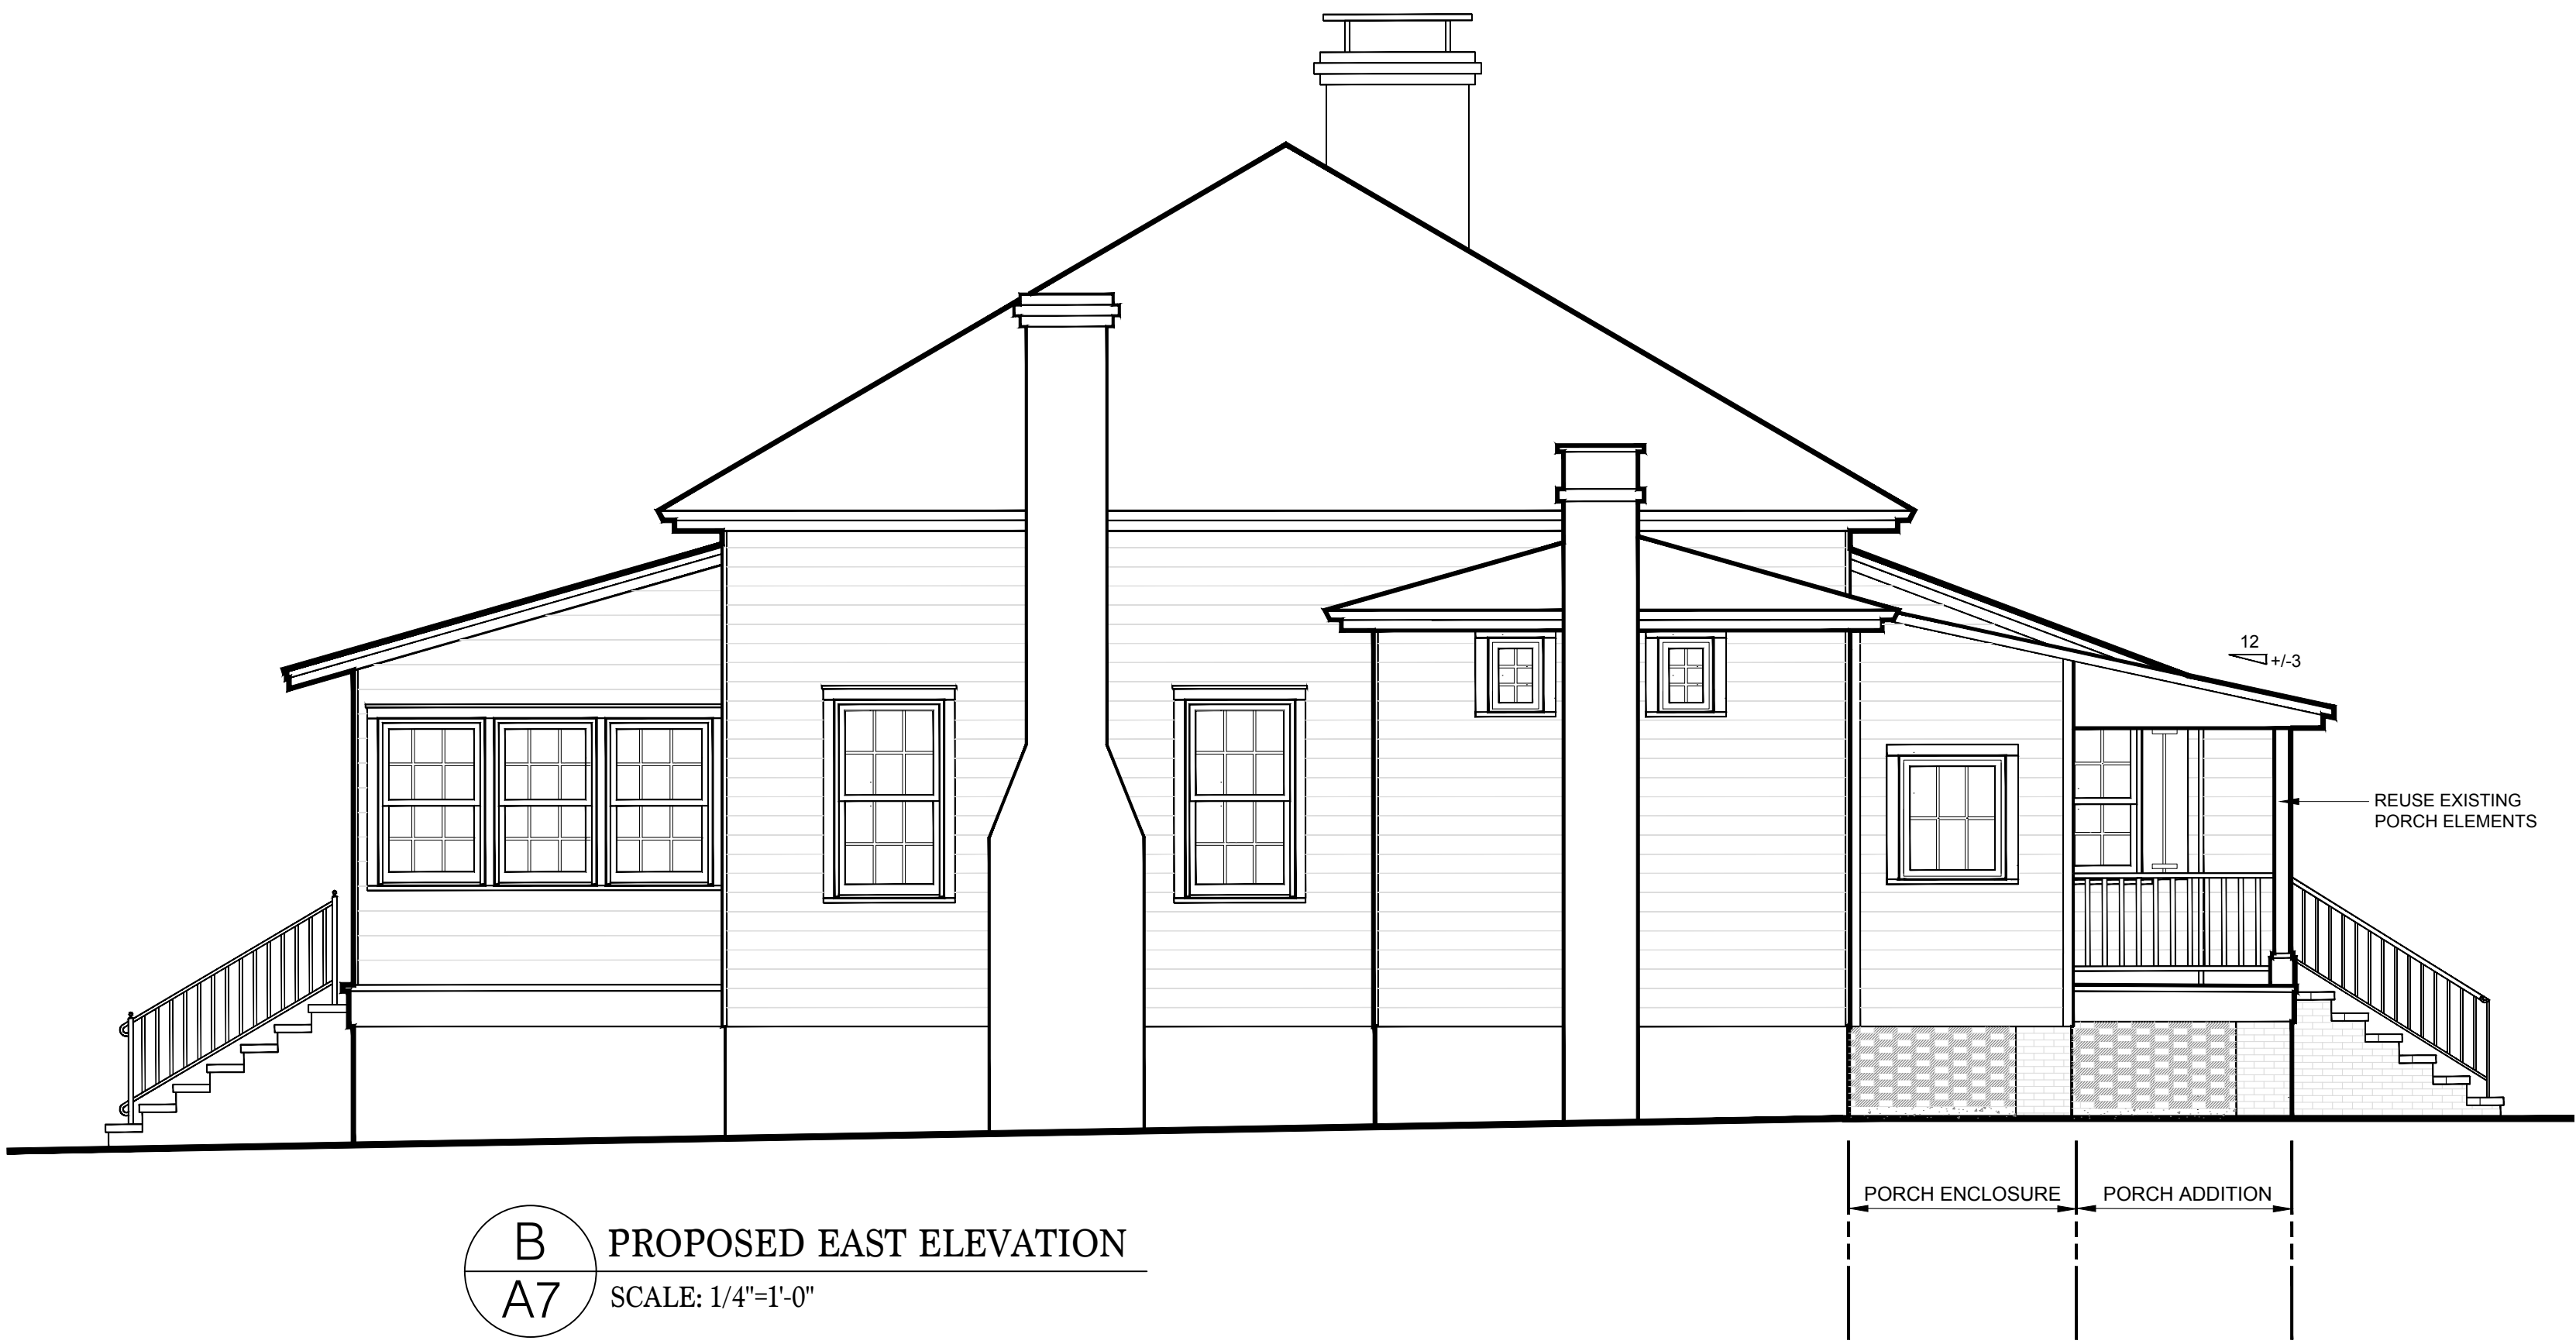 12
+/-3
REUSE EXISTING
PORCH ELEMENTS
PORCH ENCLOSURE
PORCH ADDITION
B
A7
PROPOSED EAST ELEVATION
SCALE: 1/4"=1'-0"